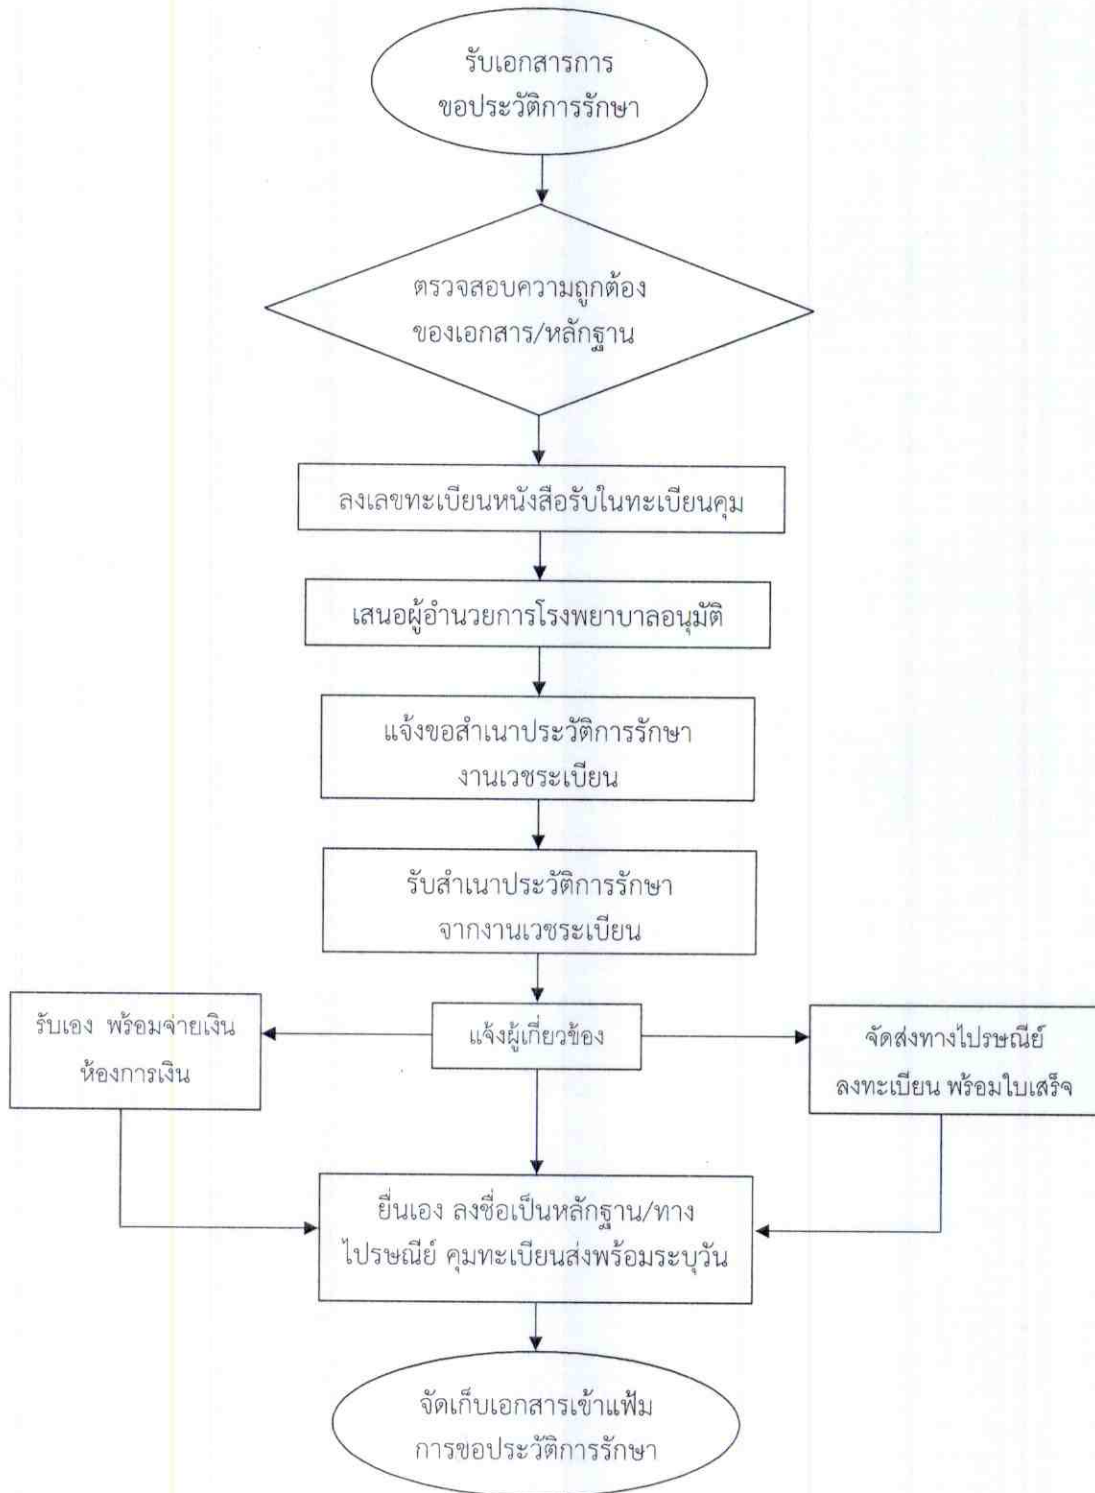 รับเอกสารการ
ขอประวัติการรักษา
ตรวจสอบความถูกต้อง
ของเอกสาร/หลักฐาน
ลงเลขทะเบียนหนังสือรับในทะเบียนคุม
เสนอผู้อำนวยการโรงพยาบาลอนุมัติ
แจ้งขอสำเนาประวัติการรักษา
งานเวชระเบียน
รับสำเนาประวัติการรักษา
จากงานเวชระเบียน
รับเอง พร้อมจ่ายเงิน
ห้องการเงิน
แจ้งผู้เกี่ยวข้อง
จัดส่งทางไปรษณีย์
ลงทะเบียน พร้อมใบเสร็จ
ยื่นเอง ลงชื่อเป็นหลักฐาน/ทาง
ไปรษณีย์ คุมทะเบียนส่งพร้อมระบุวัน
จัดเก็บเอกสารเข้าแฟ้ม
การขอประวัติการรักษา